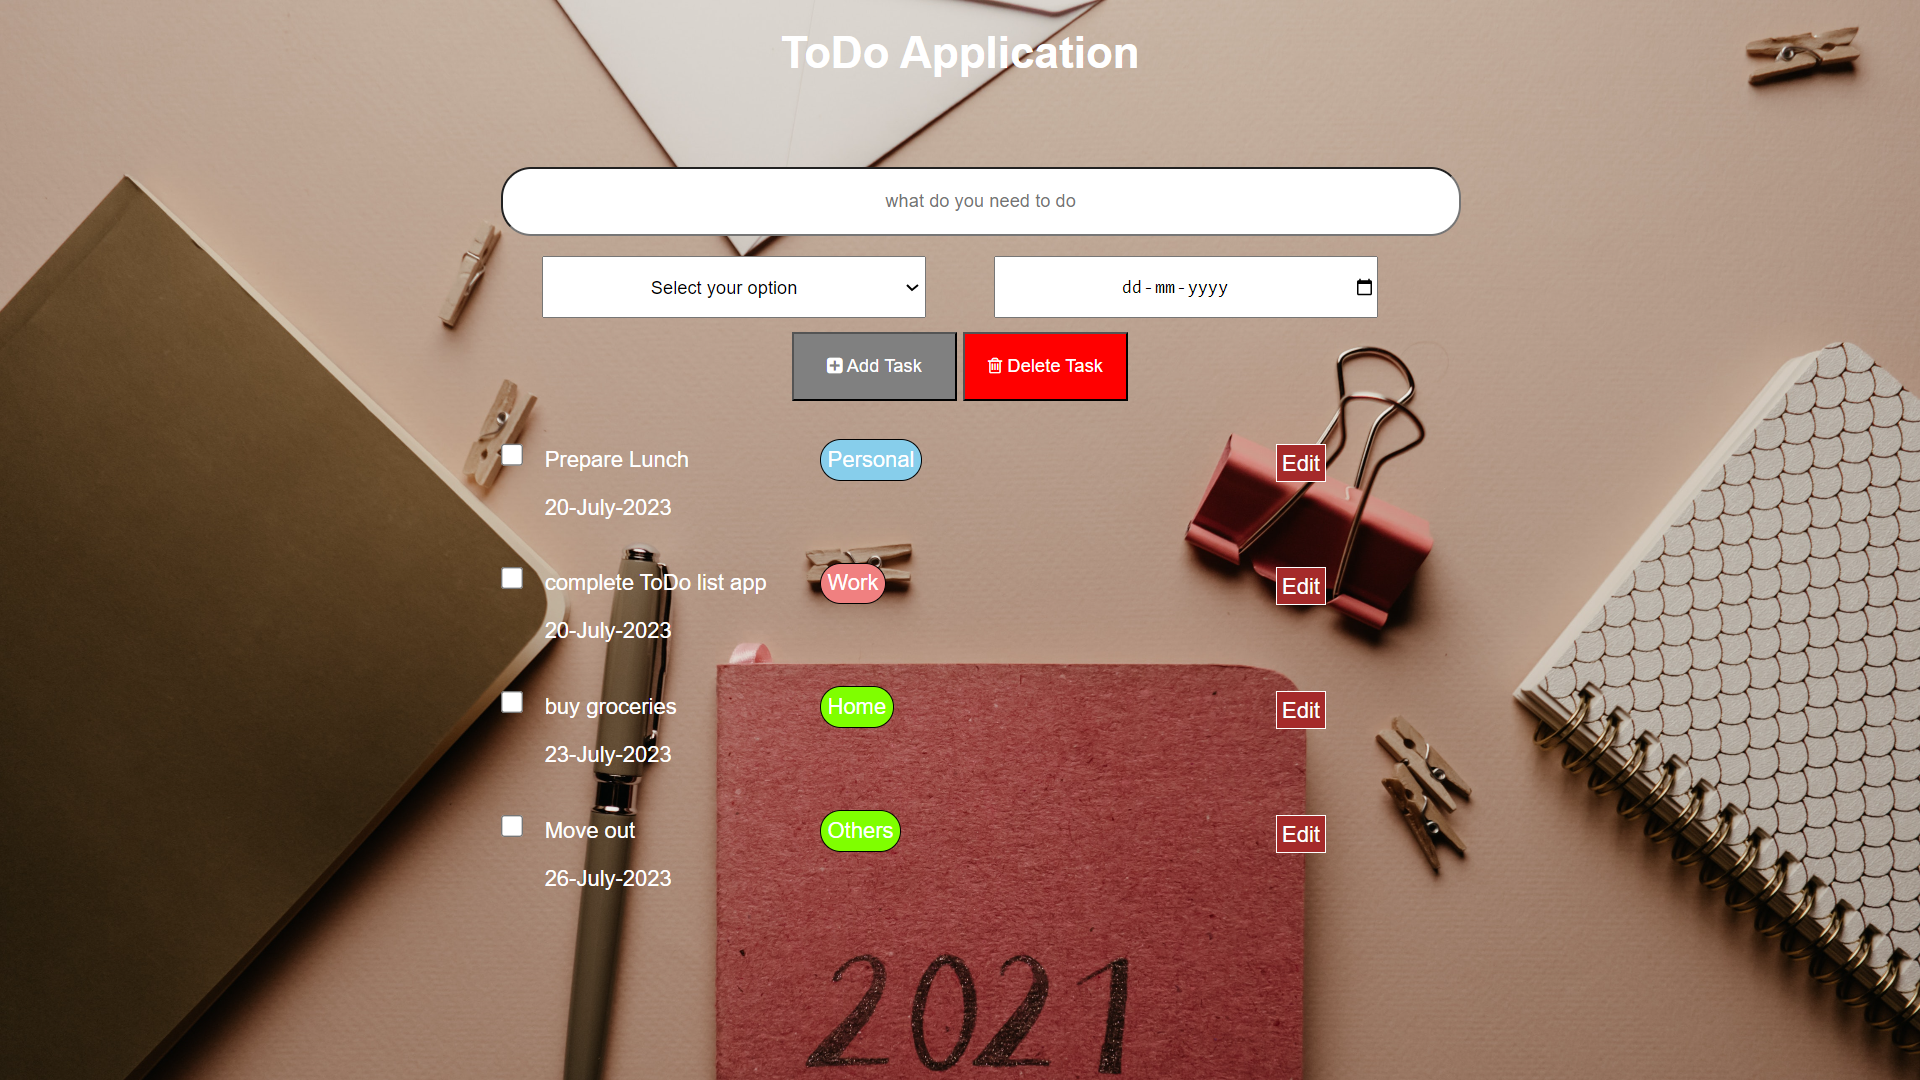 ToDo Application
what do you need to do
Select your option
dd-mm-yyyy
Add Task
Delete Task
Prepare Lunch
Personal
Edit
20-July-2023
complete ToDo list app
Work
Edit
20-July-2023
buy groceries
Home
Edit
23-July-2023
Move out
Others
Edit
26-July-2023
2021